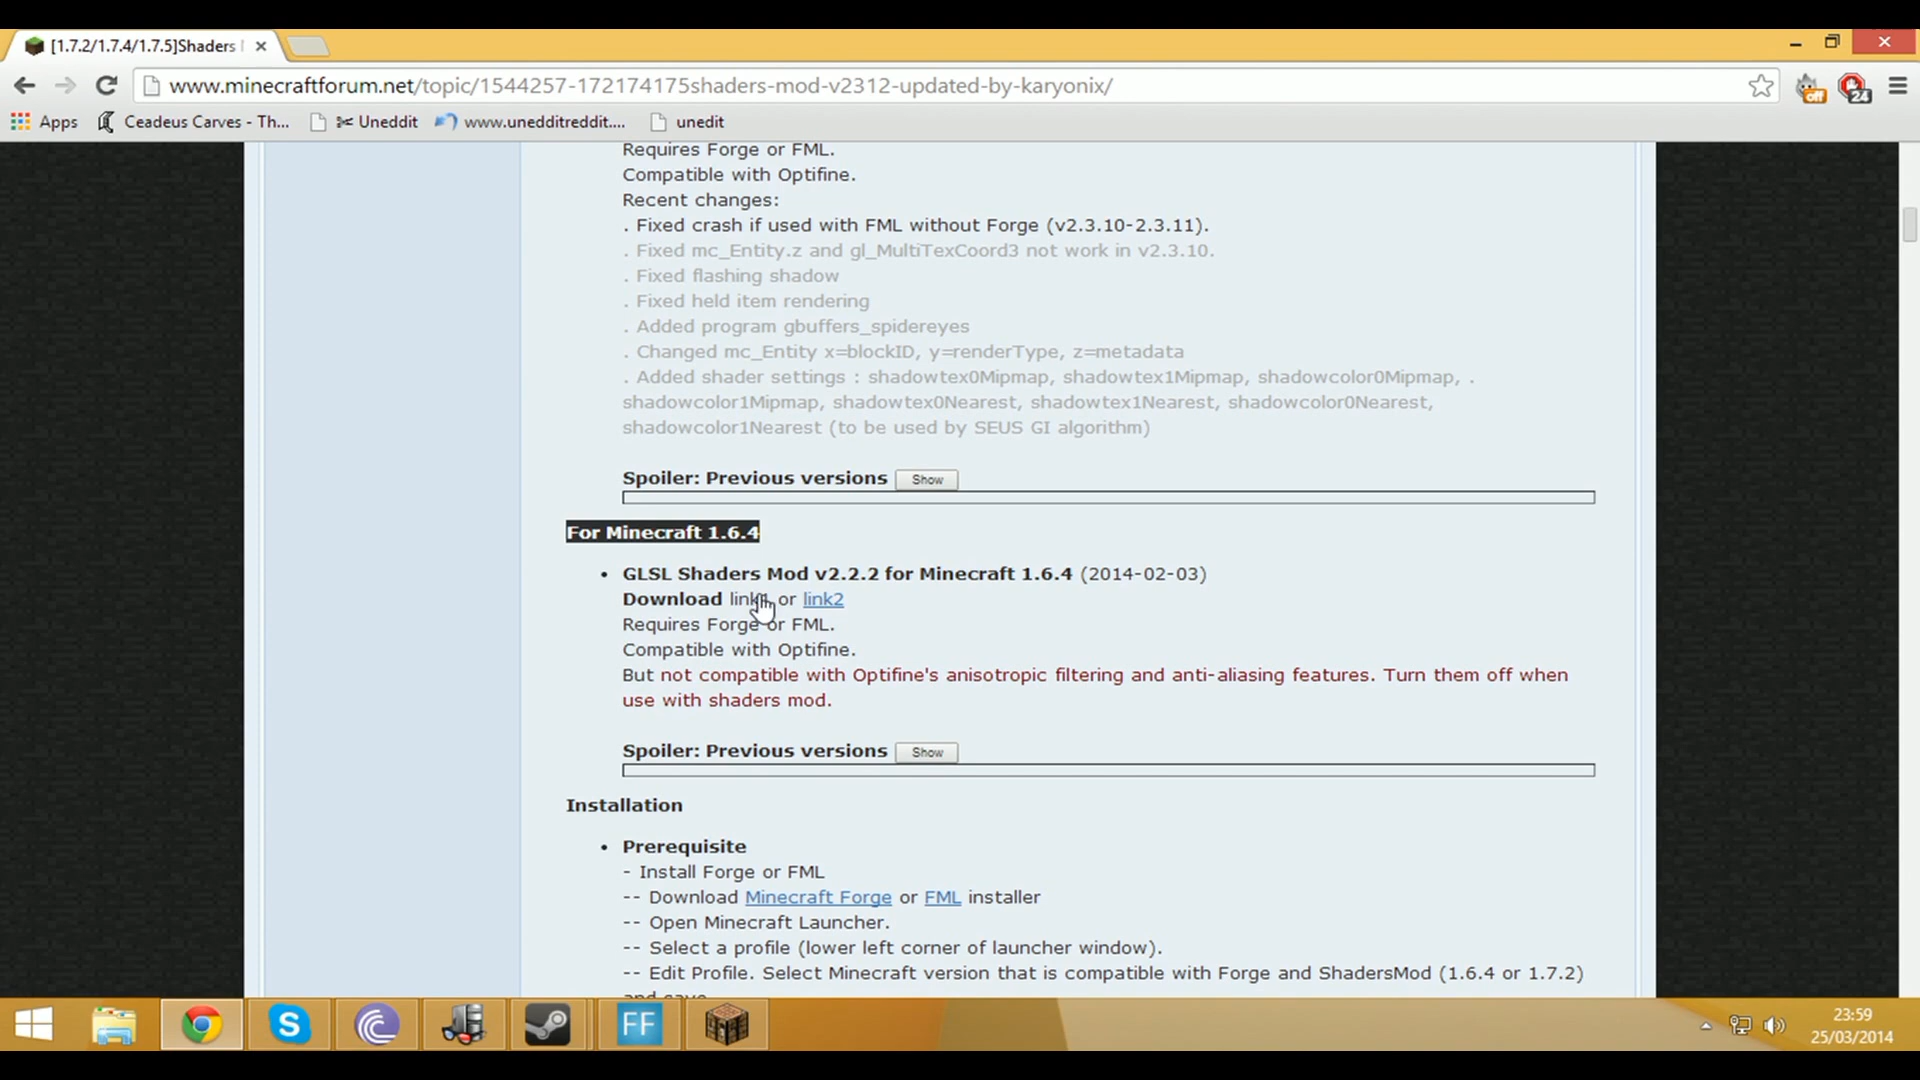 [1.7.2/1.7.4/1.7.5]Shaders
www.minecraftforum.net/topic/1544257-172174175shaders-mod-v2312-updated-by-karyonix/
off
24
Apps
Ceadeus Carves - Th...
Uneddit
www.unedditreddit....
unedit
Requires Forge or FML.
Compatible with Optifine.
Recent changes:
. Fixed crash if used with FML without Forge (v2.3.10-2.3.11).
. Fixed mc_Entity.z and gl_MultiTexCoord3 not work in v2.3.10.
. Fixed flashing shadow
. Fixed held item rendering
. Added program gbuffers_spidereyes
. Changed mc_Entity x=blockID, y=renderType, z=metadata
. Added shader settings : shadowtex0Mipmap, shadowtex1Mipmap, shadowcolor0Mipmap, .
shadowcolor1Mipmap, shadowtex0Nearest, shadowtex1Nearest, shadowcolor0Nearest,
shadowcolor1Nearest (to be used by SEUS GI algorithm)
Spoiler: Previous versions Show
For Minecraft 1.6.4
• GLSL Shaders Mod v2.2.2 for Minecraft 1.6.4 (2014-02-03)
Download link1 or link2
Requires Forge or FML.
Compatible with Optifine.
But not compatible with Optifine's anisotropic filtering and anti-aliasing features. Turn them off when
use with shaders mod.
Spoiler: Previous versions Show
Installation
• Prerequisite
- Install Forge or FML
-- Download Minecraft Forge or FML installer
-- Open Minecraft Launcher.
-- Select a profile (lower left corner of launcher window).
-- Edit Profile. Select Minecraft version that is compatible with Forge and ShadersMod (1.6.4 or 1.7.2)
and save.
S
FF
23:59
25/03/2014